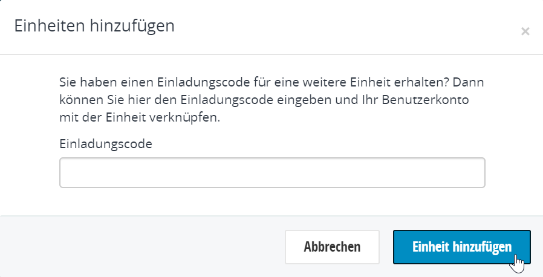 Einheiten hinzufügen
×
Sie haben einen Einladungscode für eine weitere Einheit erhalten? Dann
können Sie hier den Einladungscode eingeben und Ihr Benutzerkonto
mit der Einheit verknüpfen.
Einladungscode
Abbrechen
Einheit hinzufügen